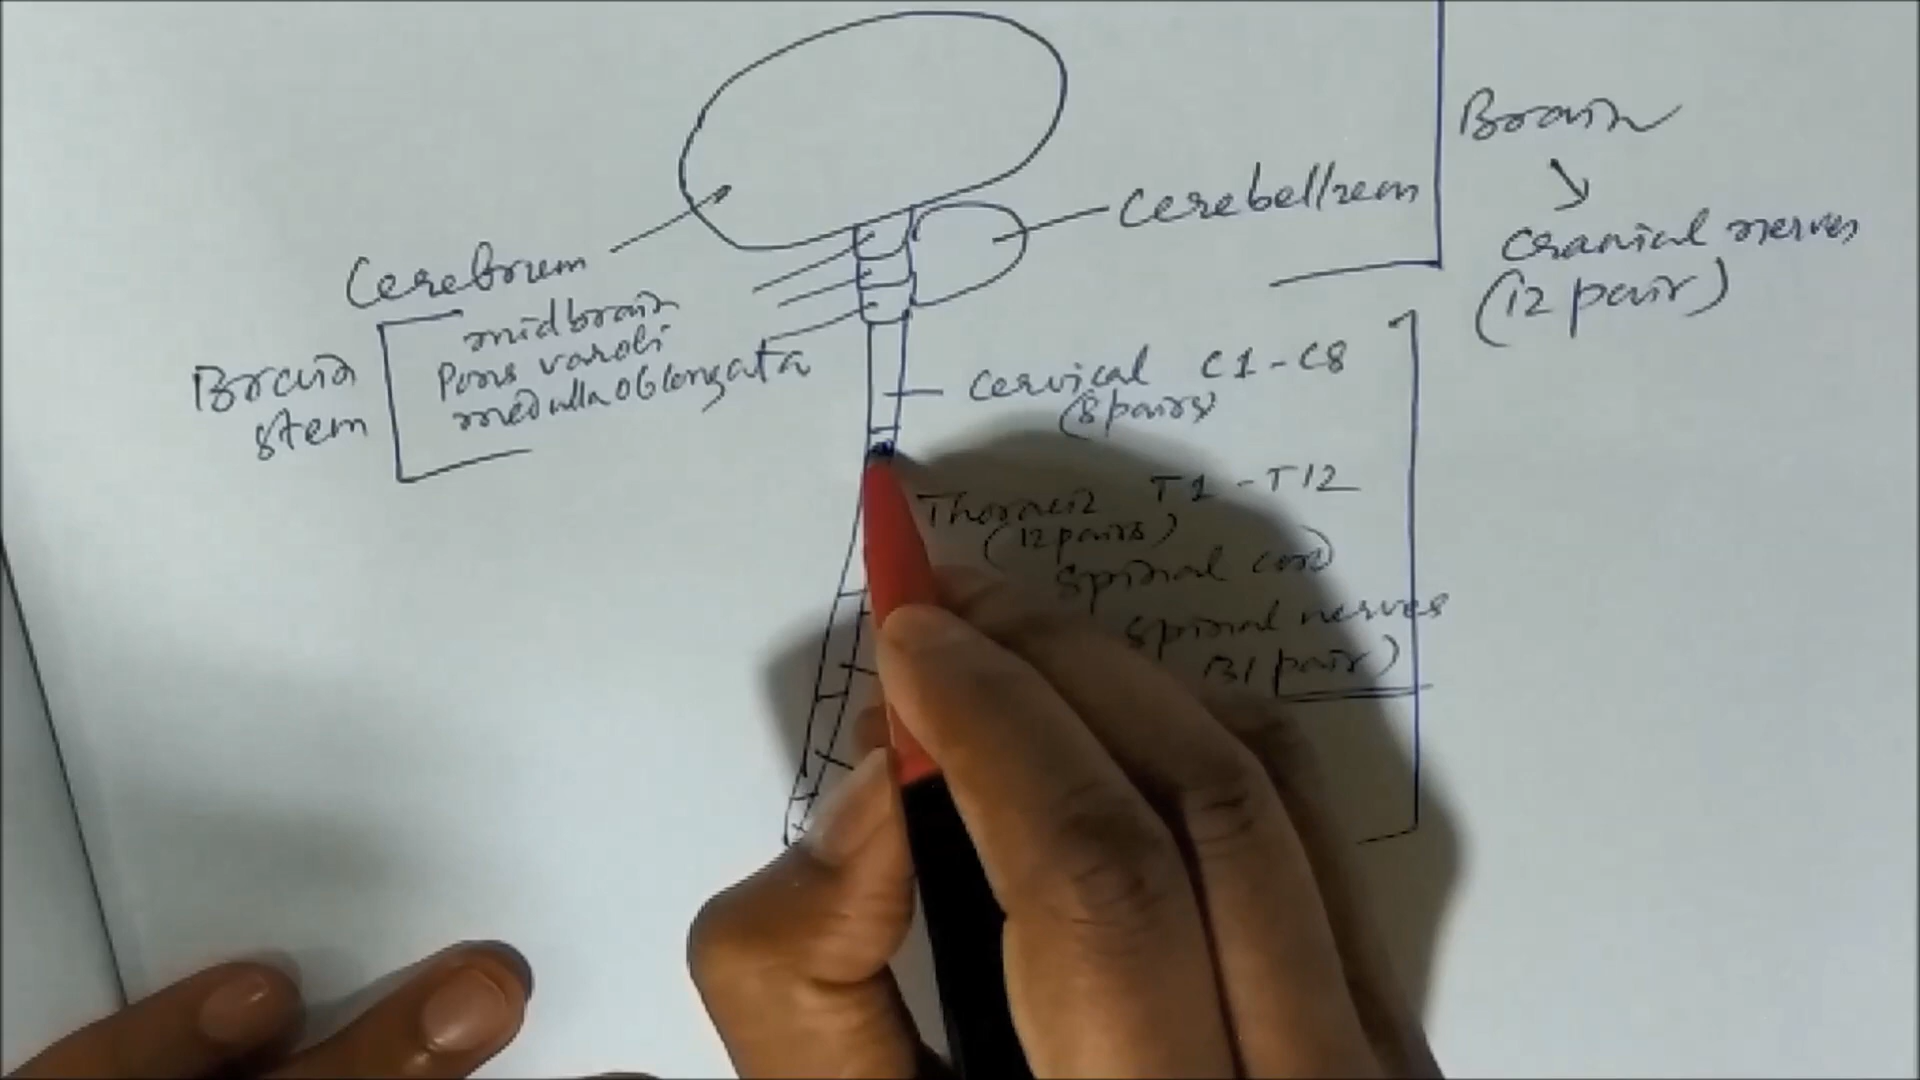 Brain
Cranial nerves
(12 pair)
Cerebellum
Cerebrum
midbrain
Pons varoli
medulla oblongata
Brain
stem
Cervical C1-C8
(8 pairs)
Thoracic T1-T12
(12 pairs)
spinal cord
spinal nerves
31 pair)